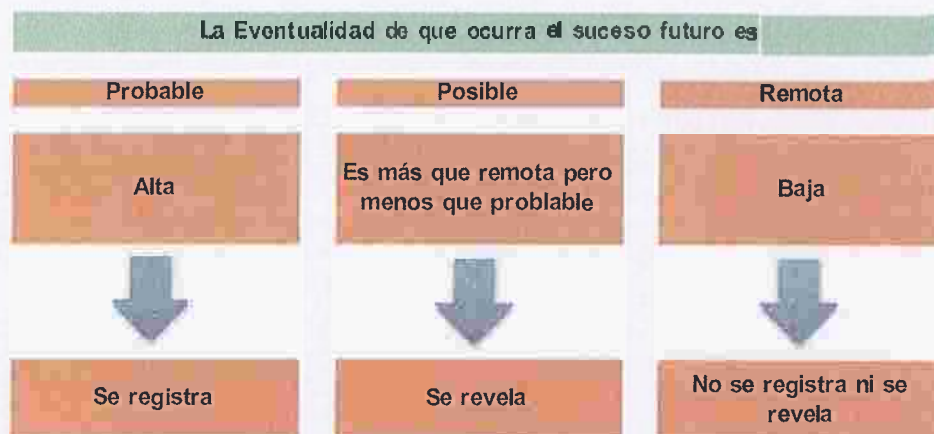 La Eventualidad de que ocurra el suceso futuro es
Probable
Posible
Remota
Alta
Es más que remota pero
menos que problable
Baja
Se registra
Se revela
No se registra ni se
revela